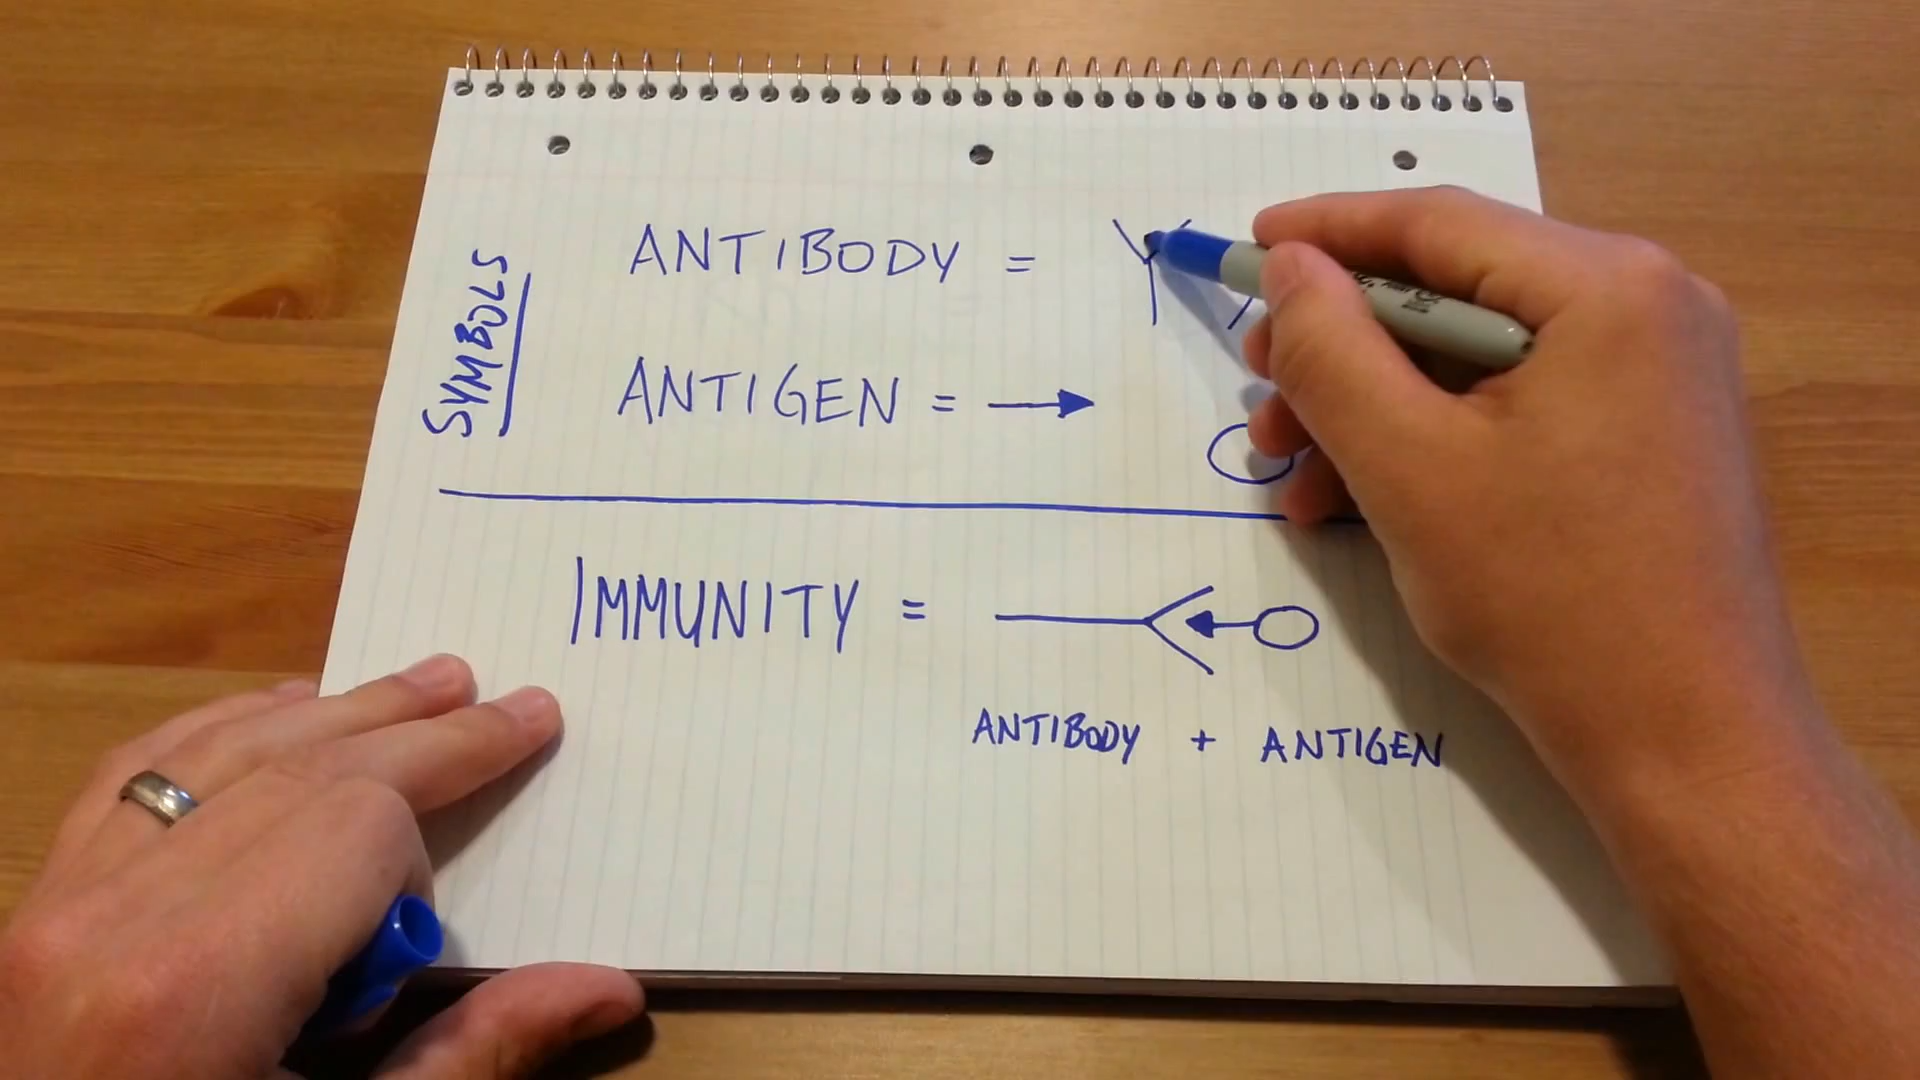 SYMBOLS
ANTIBODY =
ANTIGEN =
IMMUNITY =
ANTIBODY + ANTIGEN